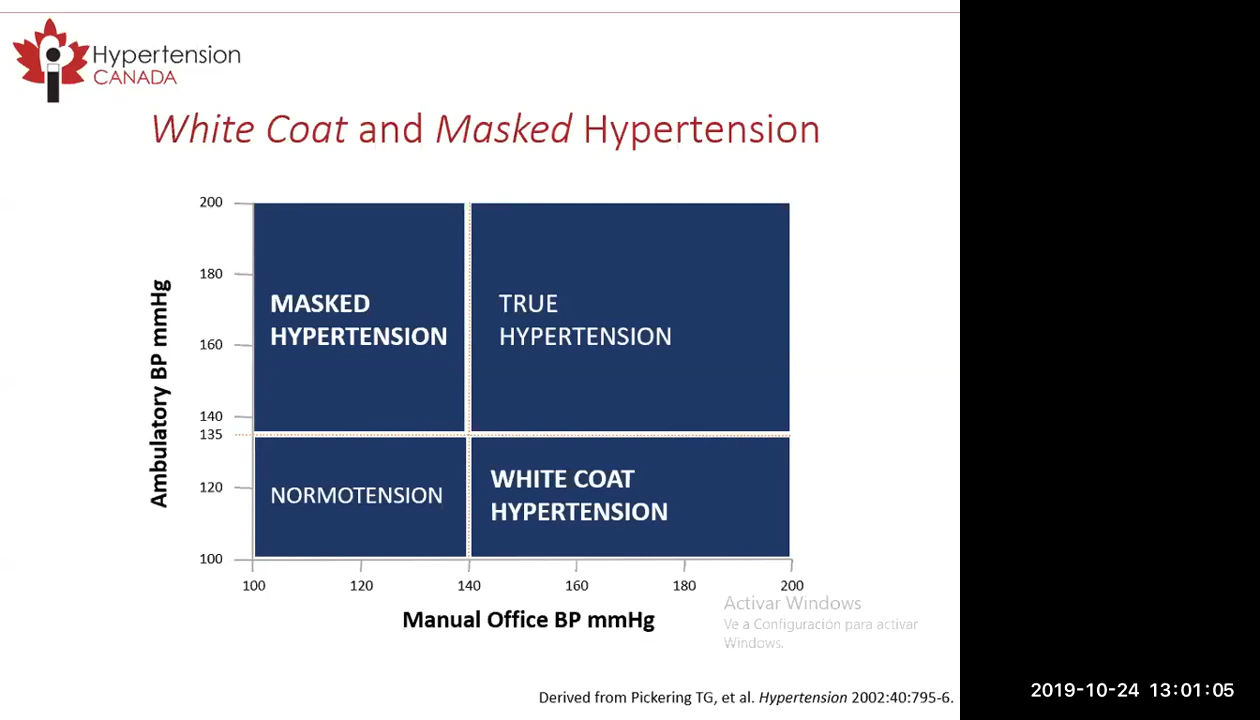 Hypertension
CANADA
White Coat and Masked Hypertension
Ambulatory BP mmHg
200
180
160
140
135
120
100
MASKED
HYPERTENSION
TRUE
HYPERTENSION
NORMOTENSION
WHITE COAT
HYPERTENSION
100 120 140 160 180 200
Manual Office BP mmHg
Activar Windows
Ve a Configuración para activar
Windows.
Derived from Pickering TG, et al. Hypertension 2002:40:795-6.
2019-10-24 13:01:05